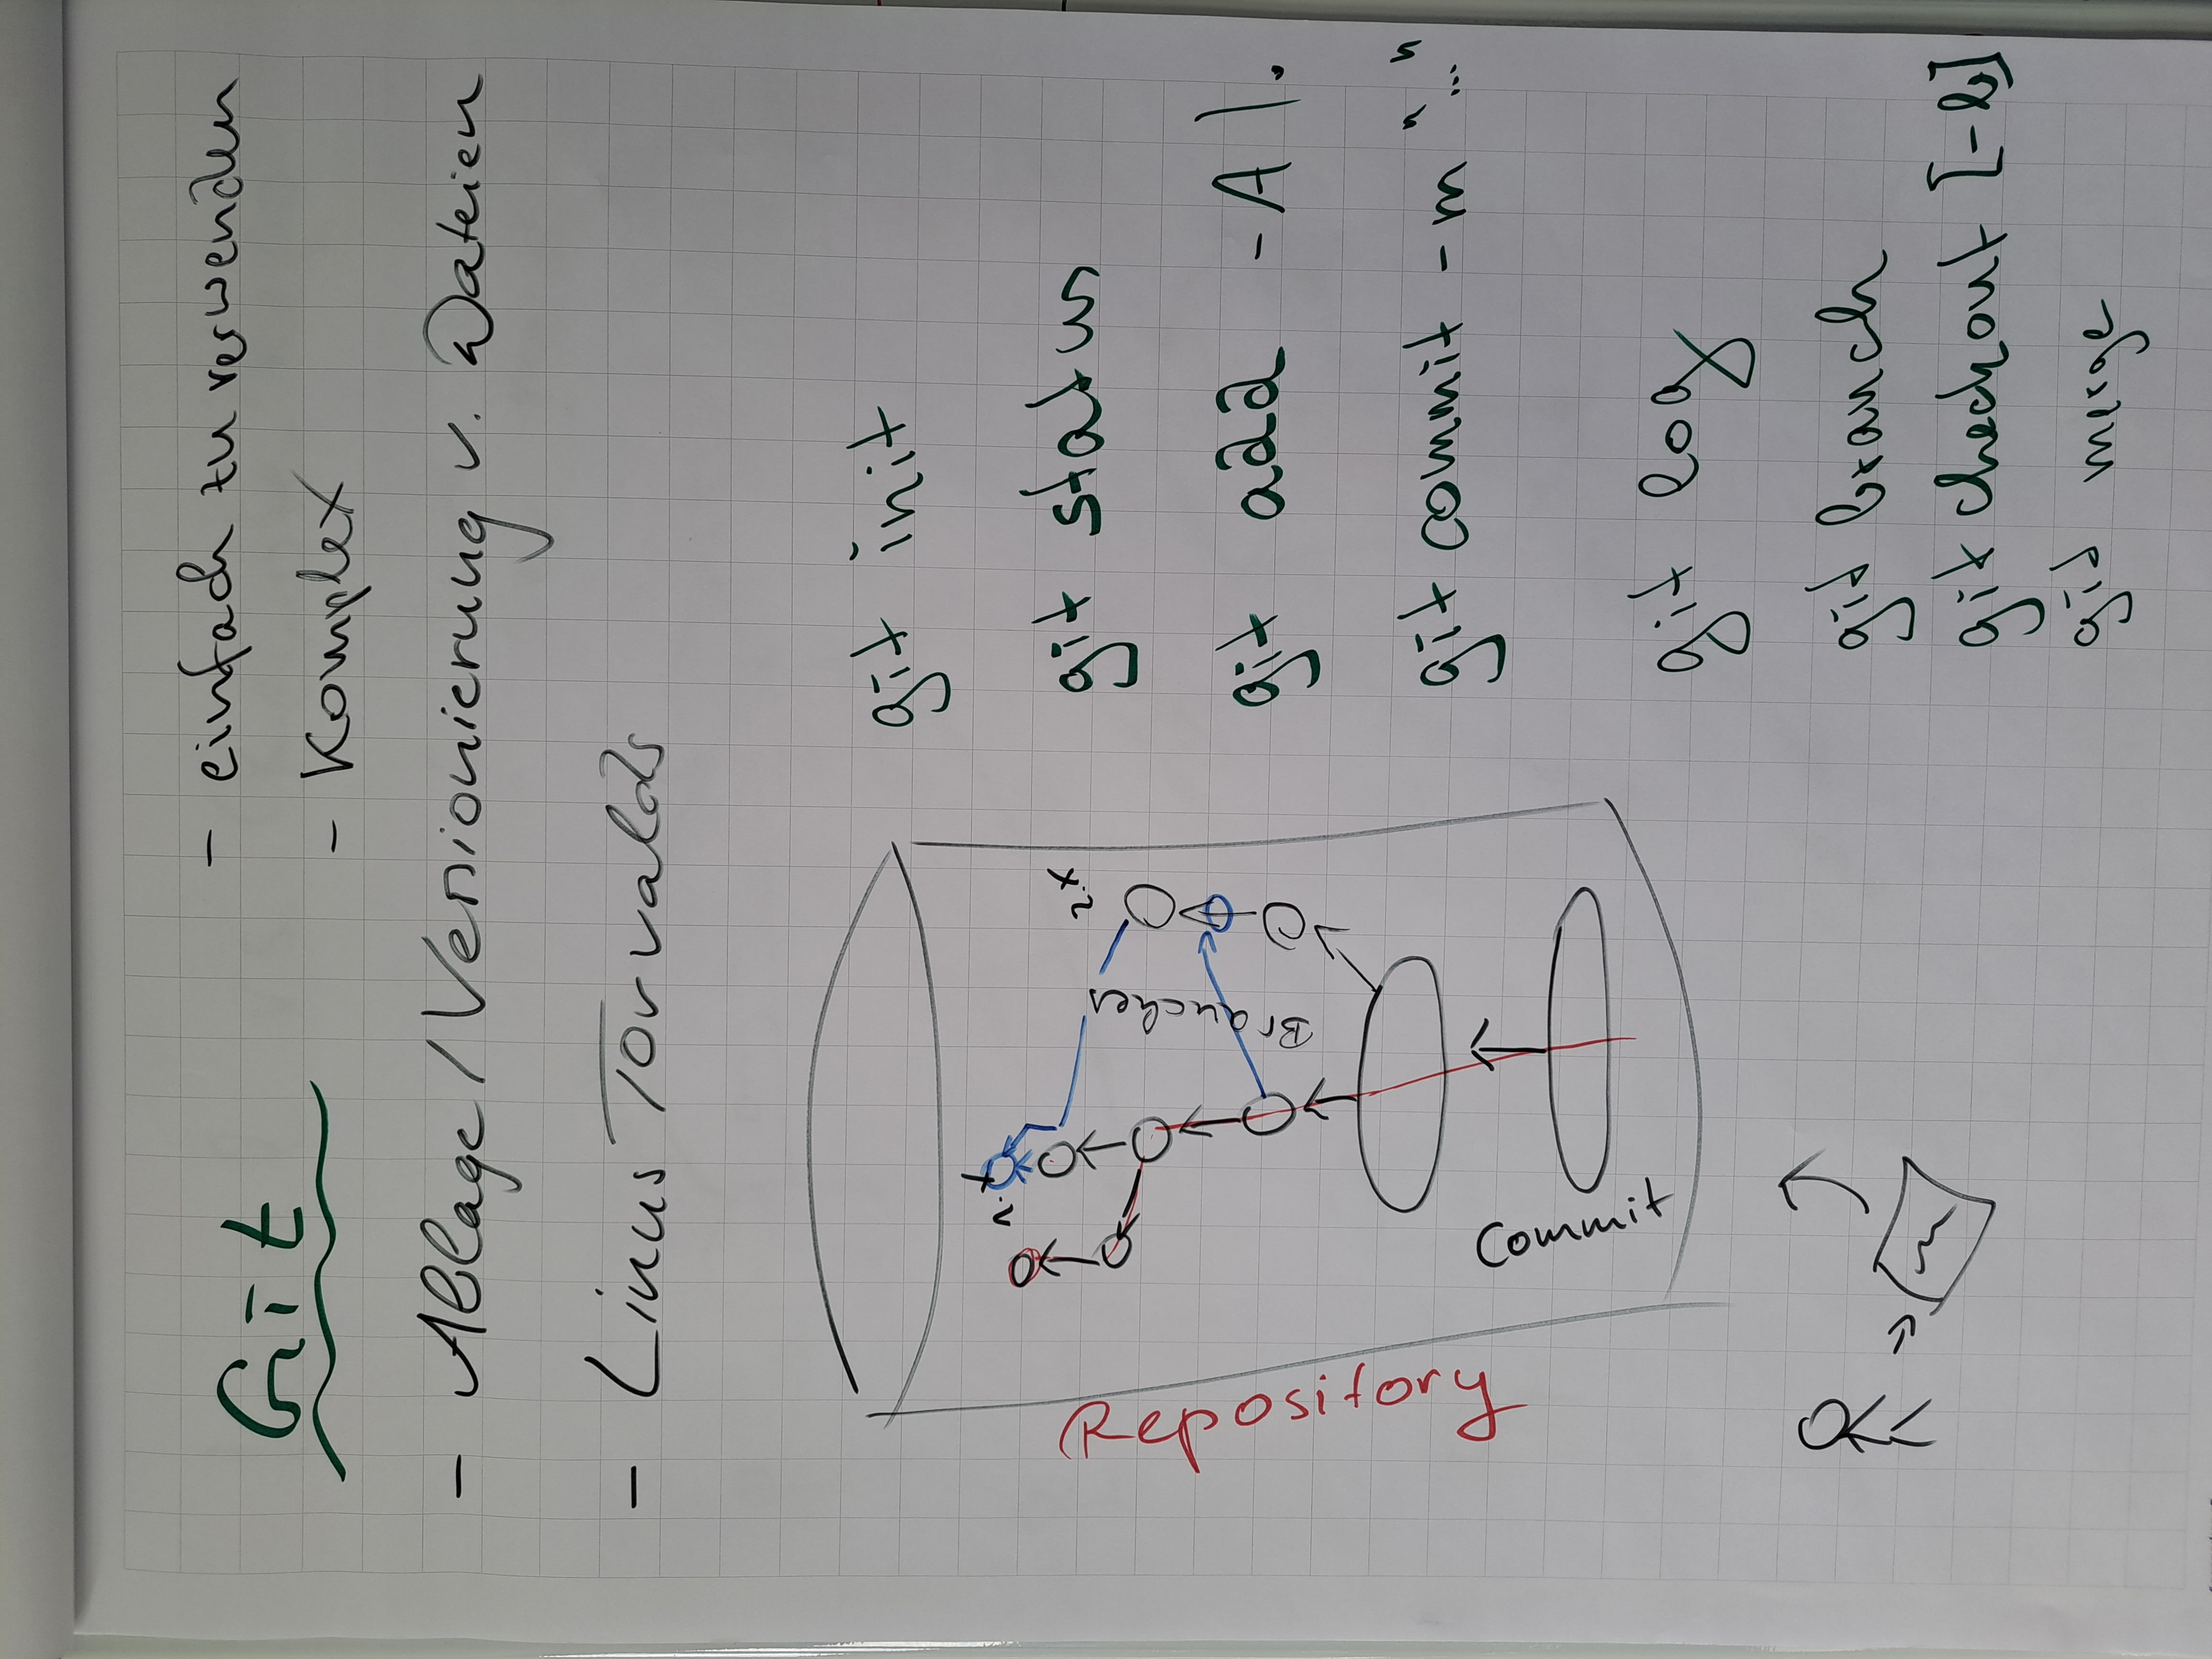 Git
- einfach zu verwenden
- Komplex
- Ablage / Versionierung v. Dateien
- Linus Torvalds
git init
git status
git add -A | .
git commit -m "..."
git log
git branch
git checkout [-b]
git merge
Repository
Commit
Branches
2.x